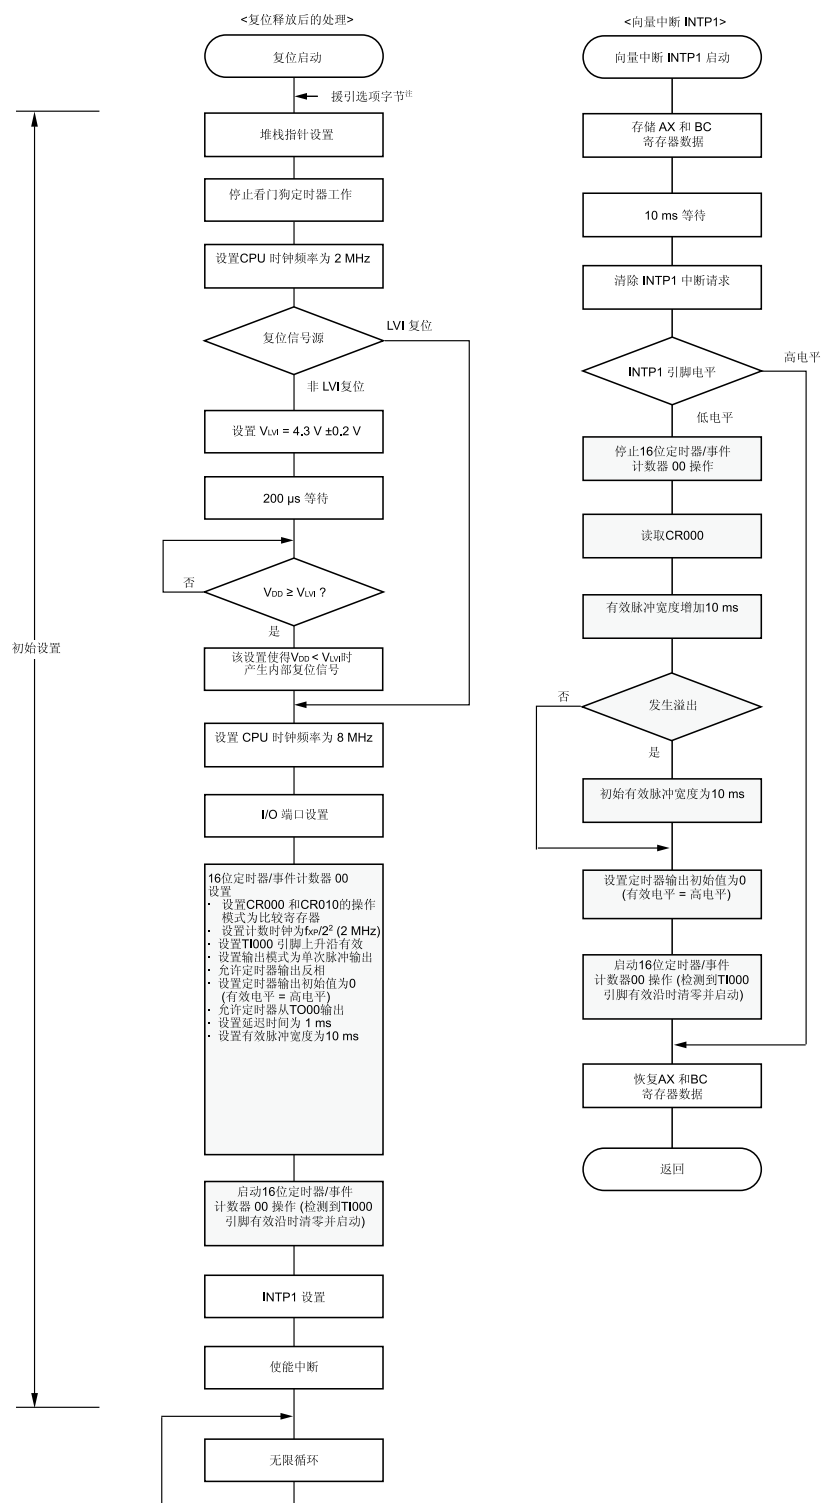 <复位释放后的处理>
复位启动
援引选项字节注
初始设置
堆栈指针设置
停止看门狗定时器工作
设置CPU 时钟频率为 2 MHz
复位信号源
LVI 复位
非 LVI复位
设置 VLVI = 4.3 V ±0.2 V
200 μs 等待
否
VDD ≥ VLVI ?
是
该设置使得VDD < VLVI时
产生内部复位信号
设置 CPU 时钟频率为 8 MHz
I/O 端口设置
16位定时器/事件计数器 00
设置
· 设置CR000 和CR010的操作
模式为比较寄存器
· 设置计数时钟为fXP/2² (2 MHz)
· 设置TI000 引脚上升沿有效
· 设置输出模式为单次脉冲输出
· 允许定时器输出反相
· 设置定时器输出初始值为0
(有效电平 = 高电平)
· 允许定时器从TO00输出
· 设置延迟时间为 1 ms
· 设置有效脉冲宽度为10 ms
启动16位定时器/事件
计数器 00 操作 (检测到TI000
引脚有效沿时清零并启动)
INTP1 设置
使能中断
无限循环
<向量中断 INTP1>
向量中断 INTP1 启动
存储 AX 和 BC
寄存器数据
10 ms 等待
清除 INTP1 中断请求
INTP1 引脚电平
高电平
低电平
停止16位定时器/事件
计数器 00 操作
读取CR000
有效脉冲宽度增加10 ms
否
发生溢出
是
初始有效脉冲宽度为10 ms
设置定时器输出初始值为0
(有效电平 = 高电平)
启动16位定时器/事件
计数器00 操作 (检测到TI000
引脚有效沿时清零并启动)
恢复AX 和BC
寄存器数据
返回